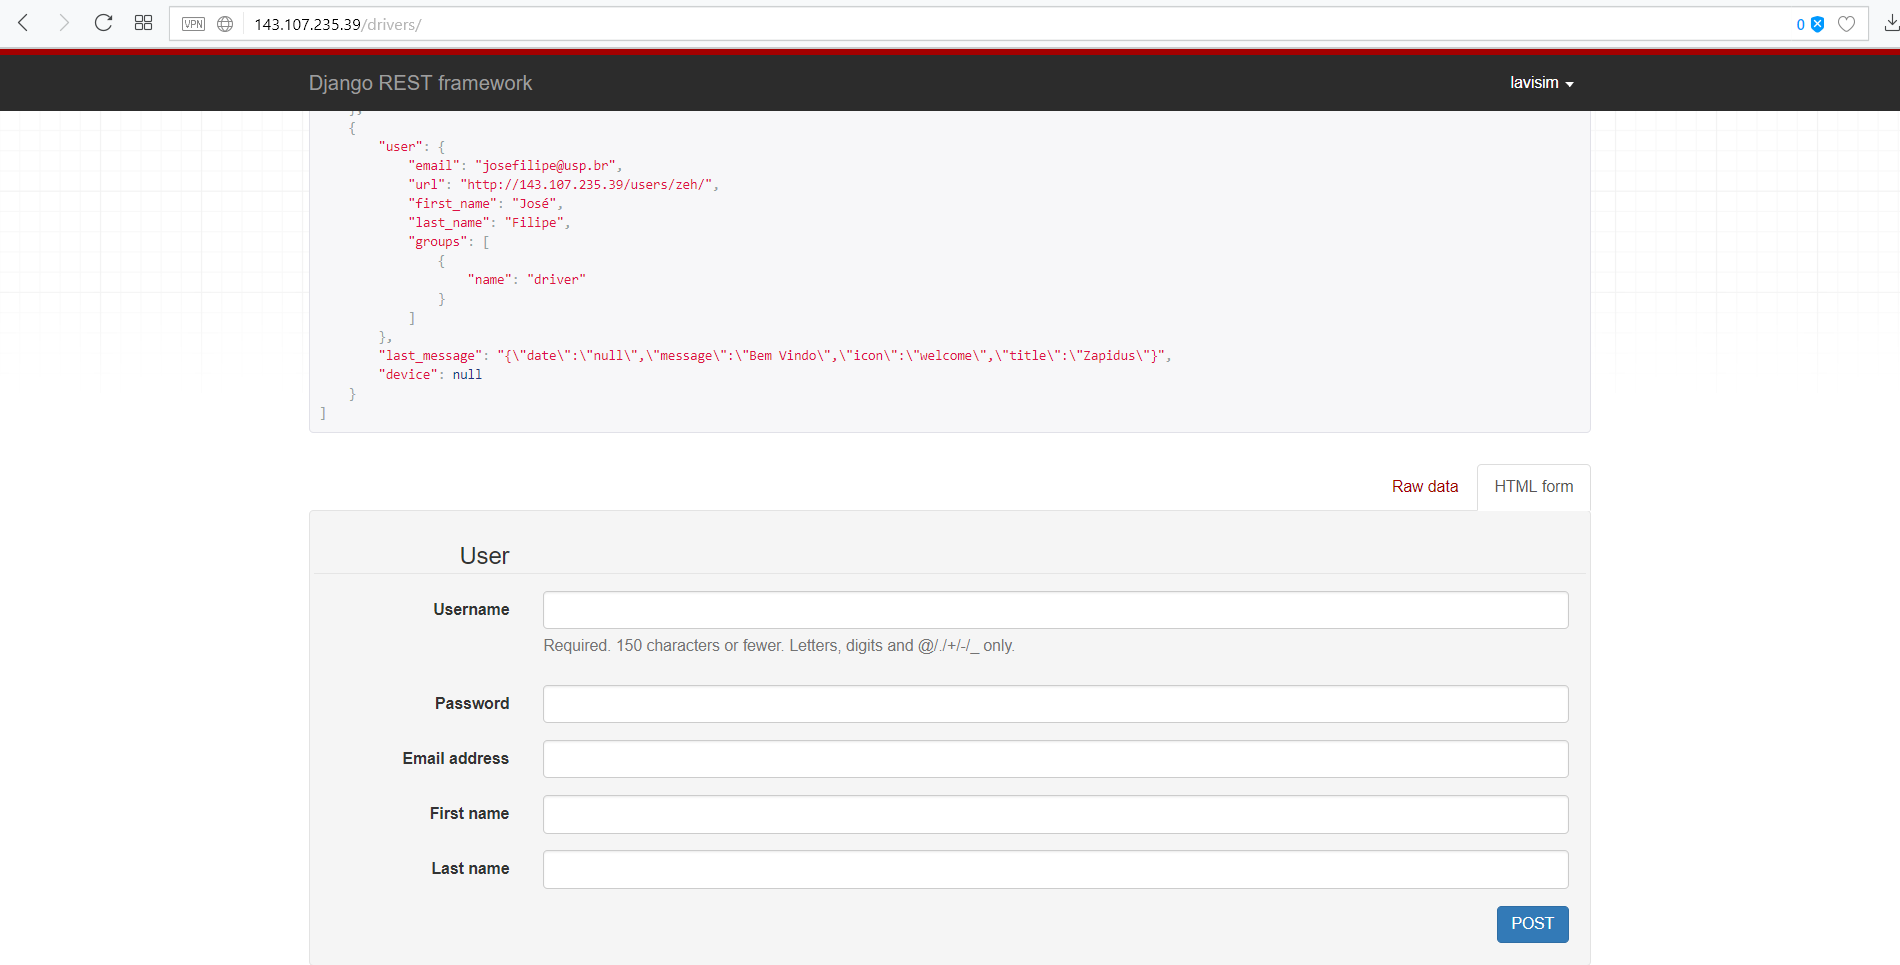 VPN 143.107.235.39/drivers/ 0
Django REST framework lavisim
},
{
"user": {
"email": "josefilipe@usp.br",
"url": "http://143.107.235.39/users/zeh/",
"first_name": "José",
"last_name": "Filipe",
"groups": [
{
"name": "driver"
}
]
},
"last_message": "{\"date\":\"null\",\"message\":\"Bem Vindo\",\"icon\":\"welcome\",\"title\":\"Zapidus\"}",
"device": null
}
]
Raw data HTML form
User
Username
Required. 150 characters or fewer. Letters, digits and @/./+/-/_ only.
Password
Email address
First name
Last name
POST